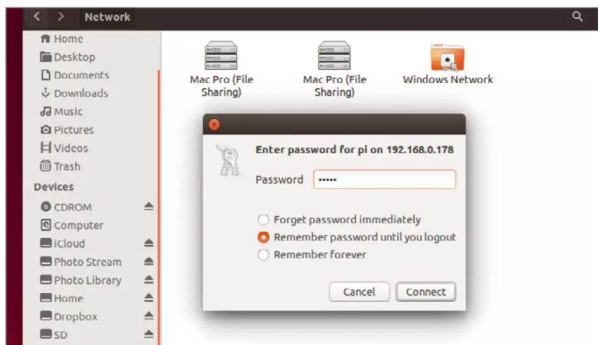 Network
Home
Desktop
Documents
Downloads
Music
Pictures
Videos
Trash
Devices
CDROM
Computer
iCloud
Photo Stream
Photo Library
Home
Dropbox
SD
Mac Pro (File
Sharing)
Mac Pro (File
Sharing)
Windows Network
Enter password for pi on 192.168.0.178
Password
Forget password immediately
Remember password until you logout
Remember forever
Cancel
Connect